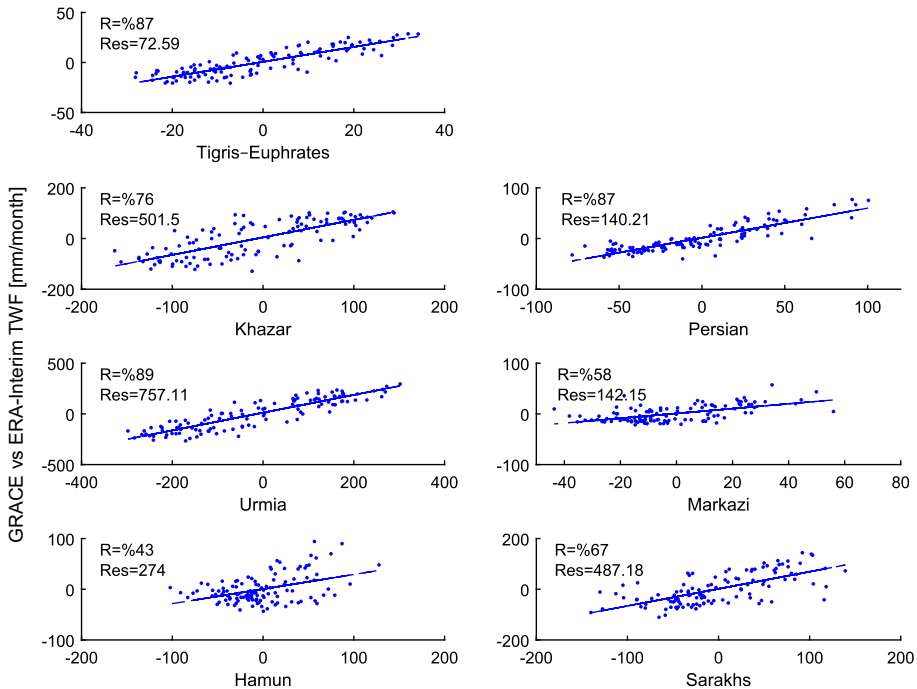 GRACE vs ERA-Interim TWF [mm/month]
50
0
-50
R=%87
Res=72.59
-40 -20 0 20 40
Tigris-Euphrates
200
0
-200
R=%76
Res=501.5
-200 -100 0 100 200
Khazar
100
0
-100
R=%87
Res=140.21
-100 -50 0 50 100
Persian
500
0
-500
R=%89
Res=757.11
-400 -200 0 200 400
Urmia
100
0
-100
R=%58
Res=142.15
-40 -20 0 20 40 60 80
Markazi
100
0
-100
R=%43
Res=274
-200 -100 0 100 200
Hamun
200
0
-200
R=%67
Res=487.18
-200 -100 0 100 200
Sarakhs